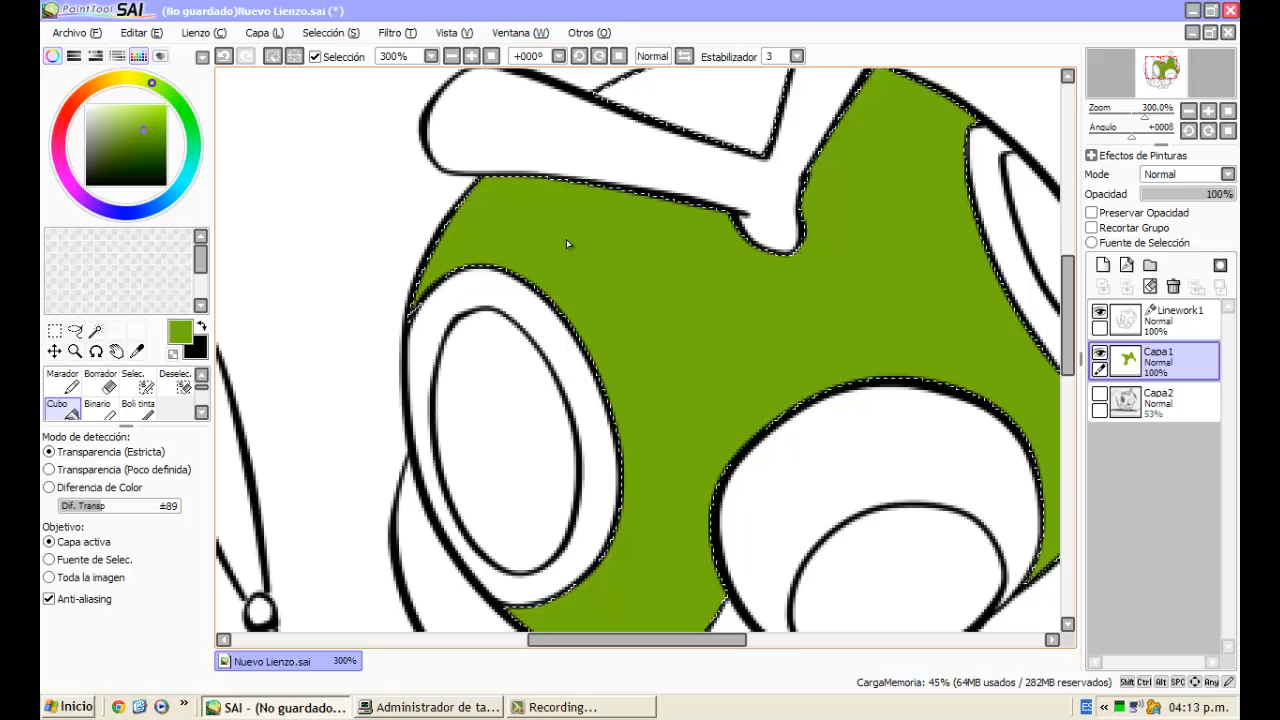 PaintTool SAI (No guardado)Nuevo Lienzo.sai (*)
Archivo (F) Editar (E) Lienzo (C) Capa (L) Selección (S) Filtro (T) Vista (V) Ventana (W) Otros (O)
Selección 300% +000º Normal Estabilizador 3
Zoom 300.0%
Ángulo +0008
Efectos de Pinturas
Mode Normal
Opacidad 100%
Preservar Opacidad
Recortar Grupo
Fuente de Selección
Linework1
Normal
100%
Capa1
Normal
100%
Capa2
Normal
53%
Marador Borrador Selec. Deselec.
Cubo Binario Boli tinta
Modo de detección:
Transparencia (Estricta)
Transparencia (Poco definida)
Diferencia de Color
Dif. Transp ±89
Objetivo:
Capa activa
Fuente de Selec.
Toda la imagen
Anti-aliasing
Nuevo Lienzo.sai 300%
CargaMemoria: 45% (64MB usados / 282MB reservados) Shift Ctrl Alt SPC Any
Inicio » SAI - (No guardado... Administrador de ta... Recording... ES « 04:13 p.m.